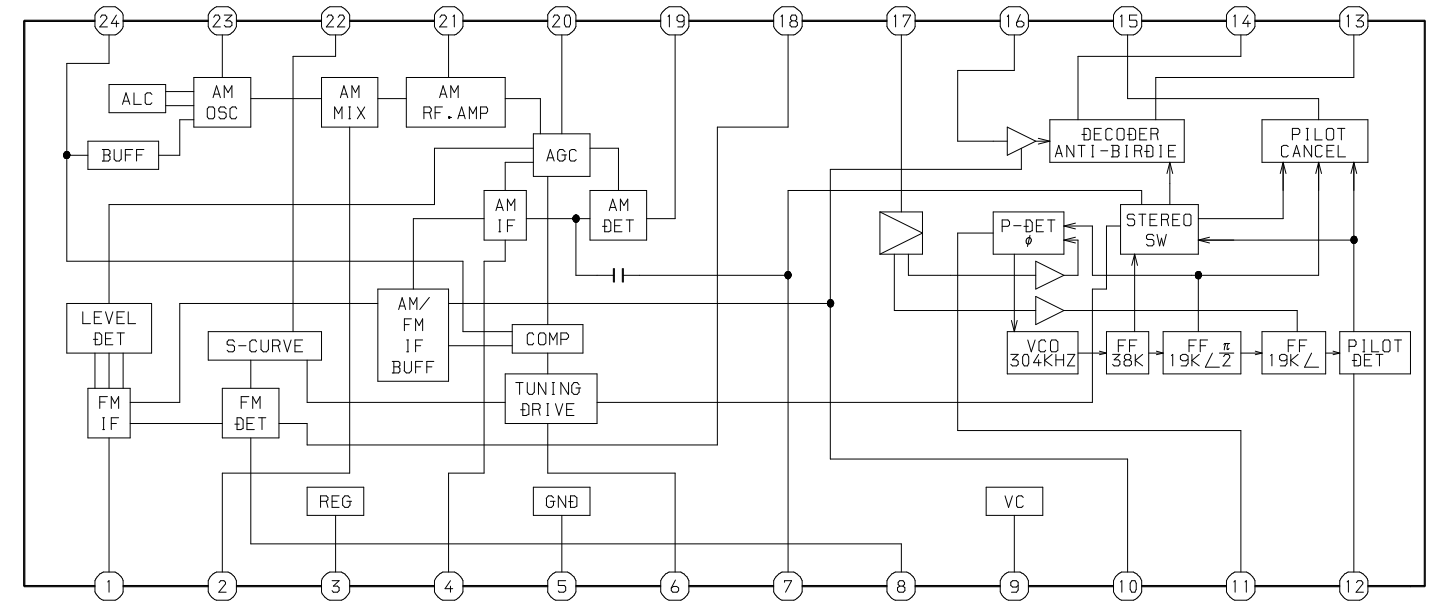 24 23 22 21 20 19 18 17 16 15 14 13
ALC
AM
OSC
AM
MIX
AM
RF.AMP
BUFF
AGC
DECODER
ANTI-BIRDIE
PILOT
CANCEL
AM
IF
AM
DET
P-DET
φ
STEREO
SW
LEVEL
DET
S-CURVE
AM/
FM
IF
BUFF
COMP
VCO
304KHZ
FF
38K
FF
19K∠π/2
FF
19K∠
PILOT
DET
FM
IF
FM
DET
TUNING
DRIVE
REG
GND
VC
1 2 3 4 5 6 7 8 9 10 11 12